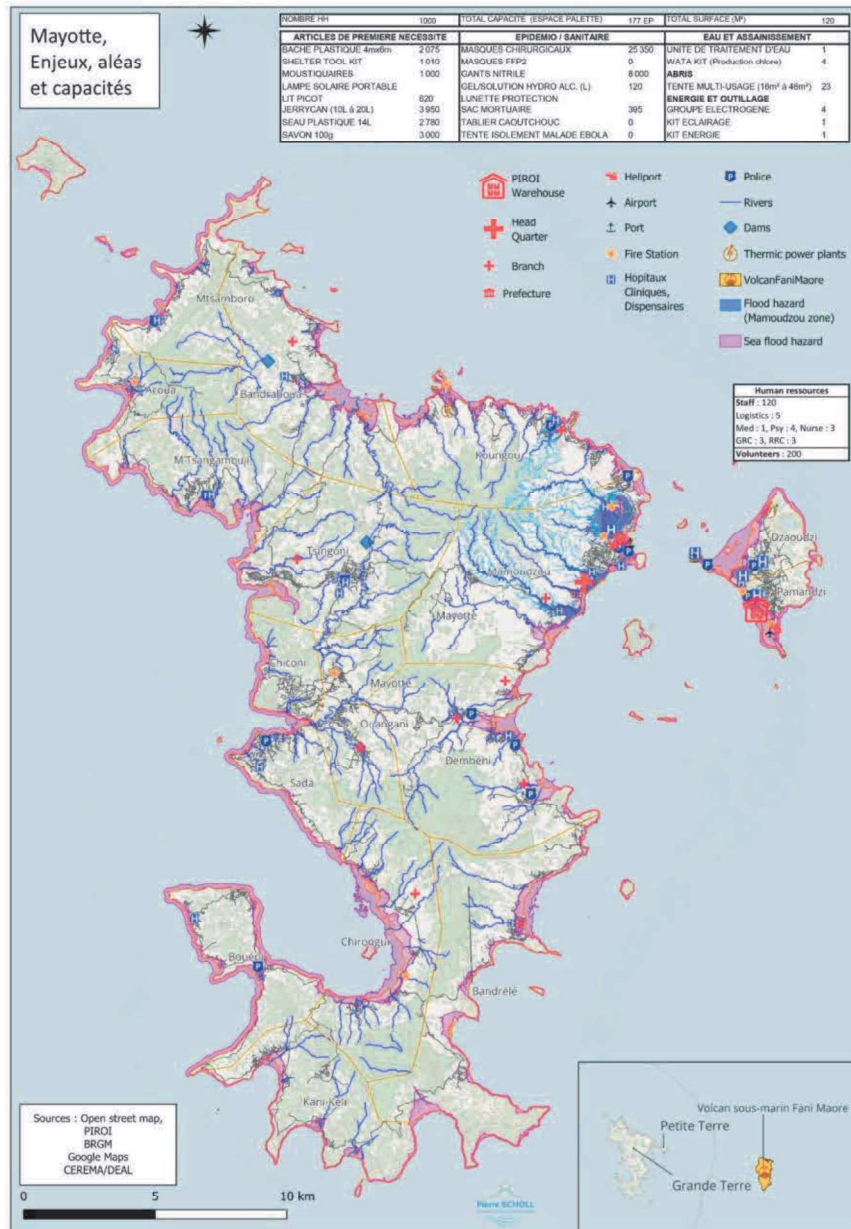 Mayotte,
Enjeux, aléas
et capacités
NOMBRE HH 1000 TOTAL CAPACITE (ESPACE PALETTE) 177 EP TOTAL SURFACE (M²) 120
ARTICLES DE PREMIERE NECESSITE EPIDEMIO / SANITAIRE EAU ET ASSAINISSEMENT
BACHE PLASTIQUE 4mx6m 2 075 MASQUES CHIRURGICAUX 25 350 UNITE DE TRAITEMENT D'EAU 1
SHELTER TOOL KIT 1 010 MASQUES FFP2 0 WATA KIT (Production chlore) 4
MOUSTIQUAIRES 1 000 GANTS NITRILE 8 000 ABRIS
LAMPE SOLAIRE PORTABLE GEL/SOLUTION HYDRO ALC. (L) 120 TENTE MULTI-USAGE (16m² à 48m²) 23
LIT PICOT 620 LUNETTE PROTECTION ENERGIE ET OUTILLAGE
JERRYCAN (10L à 20L) 3 950 SAC MORTUAIRE 395 GROUPE ELECTROGENE 4
SEAU PLASTIQUE 14L 2 780 TABLIER CAOUTCHOUC 0 KIT ECLAIRAGE 1
SAVON 100g 3 000 TENTE ISOLEMENT MALADE EBOLA 0 KIT ENERGIE 1
PIROI
Warehouse
Head
Quarter
Branch
Prefecture
Heliport
Airport
Port
Fire Station
Hopitaux
Cliniques,
Dispensaires
Police
Rivers
Dams
Thermic power plants
VolcanFaniMaore
Flood hazard
(Mamoudzou zone)
Sea flood hazard
Human ressources
Staff : 120
Logistics : 5
Med : 1, Psy : 4, Nurse : 3
GRC : 3, RRC : 3
Volunteers : 200
Mtsamboro
Acoua
Bandraboua
M'Tsangamouji
Koungou
Tsingoni
Mamoudzou
Dzaoudzi
Pamandzi
Mayotte
Chiconi
Mayotte
Ouangani
Dembeni
Sada
Chirongui
Bouéni
Bandrélé
Kani-Kéli
Sources : Open street map,
PIROI
BRGM
Google Maps
CEREMA/DEAL
0 5 10 km
Pierre SCHOLL
Volcan sous-marin Fani Maore
Petite Terre
Grande Terre